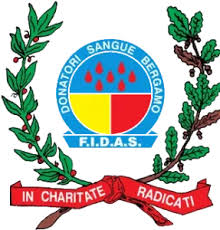 DONATORI SANGUE BERGAMO
F.I.D.A.S.
IN CHARITATE RADICATI